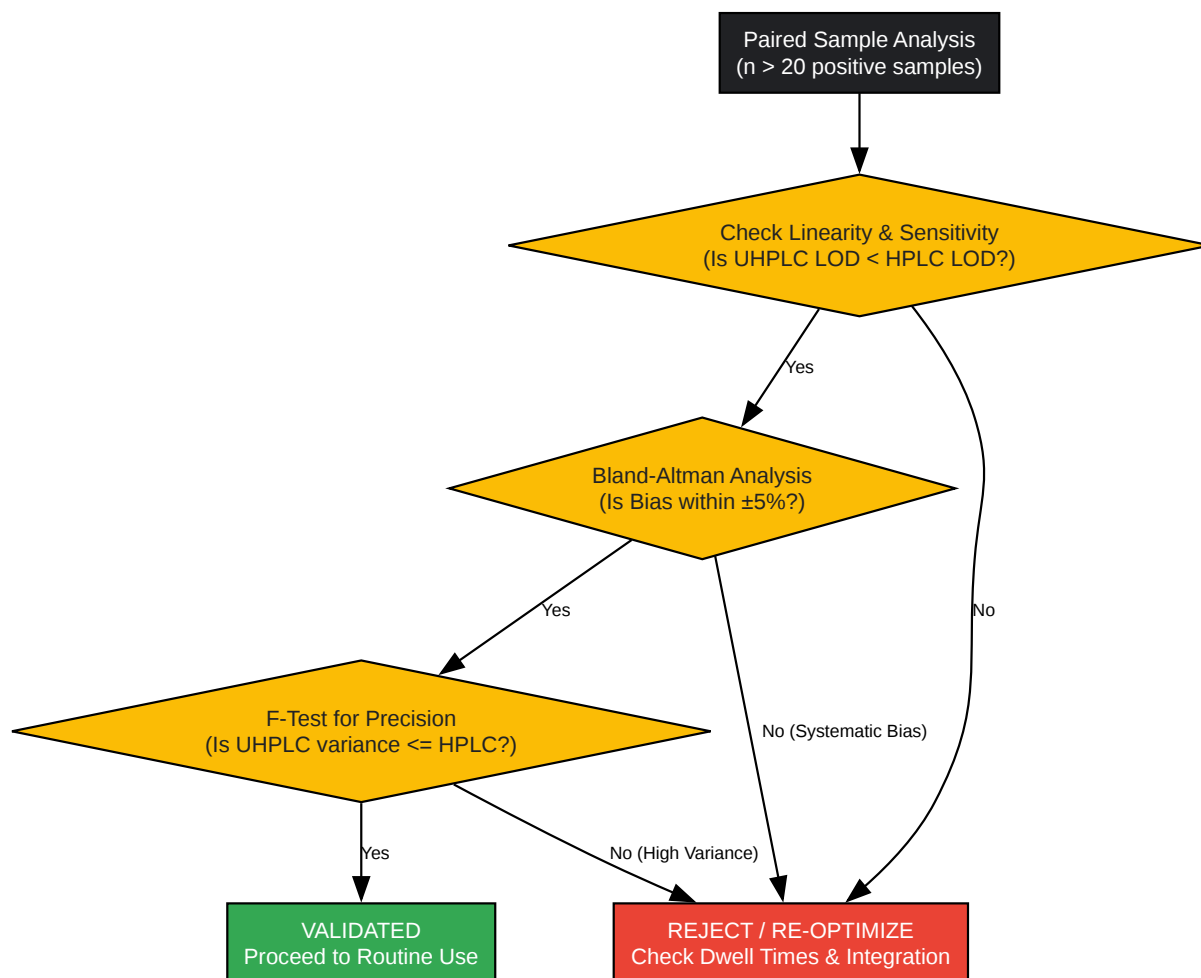 Paired Sample Analysis
(n > 20 positive samples)
Check Linearity & Sensitivity
(Is UHPLC LOD < HPLC LOD?)
Yes
Bland-Altman Analysis
(Is Bias within ±5%?)
Yes
No
F-Test for Precision
(Is UHPLC variance <= HPLC?)
No (Systematic Bias)
Yes
No (High Variance)
VALIDATED
Proceed to Routine Use
REJECT / RE-OPTIMIZE
Check Dwell Times & Integration